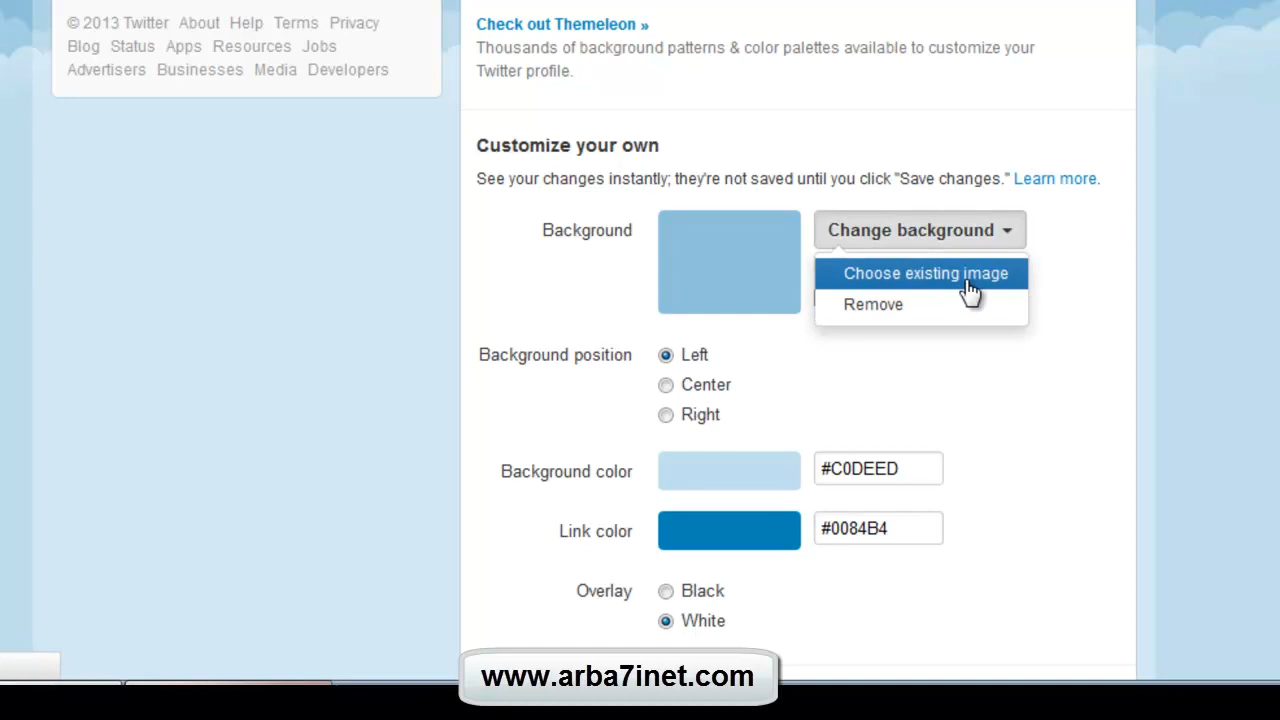 © 2013 Twitter About Help Terms Privacy
Blog Status Apps Resources Jobs
Advertisers Businesses Media Developers
Check out Themeleon »
Thousands of background patterns & color palettes available to customize your
Twitter profile.
Customize your own
See your changes instantly; they're not saved until you click "Save changes." Learn more.
Background
Change background
Choose existing image
Remove
Background position
Left
Center
Right
Background color
#C0DEED
Link color
#0084B4
Overlay
Black
White
www.arba7inet.com